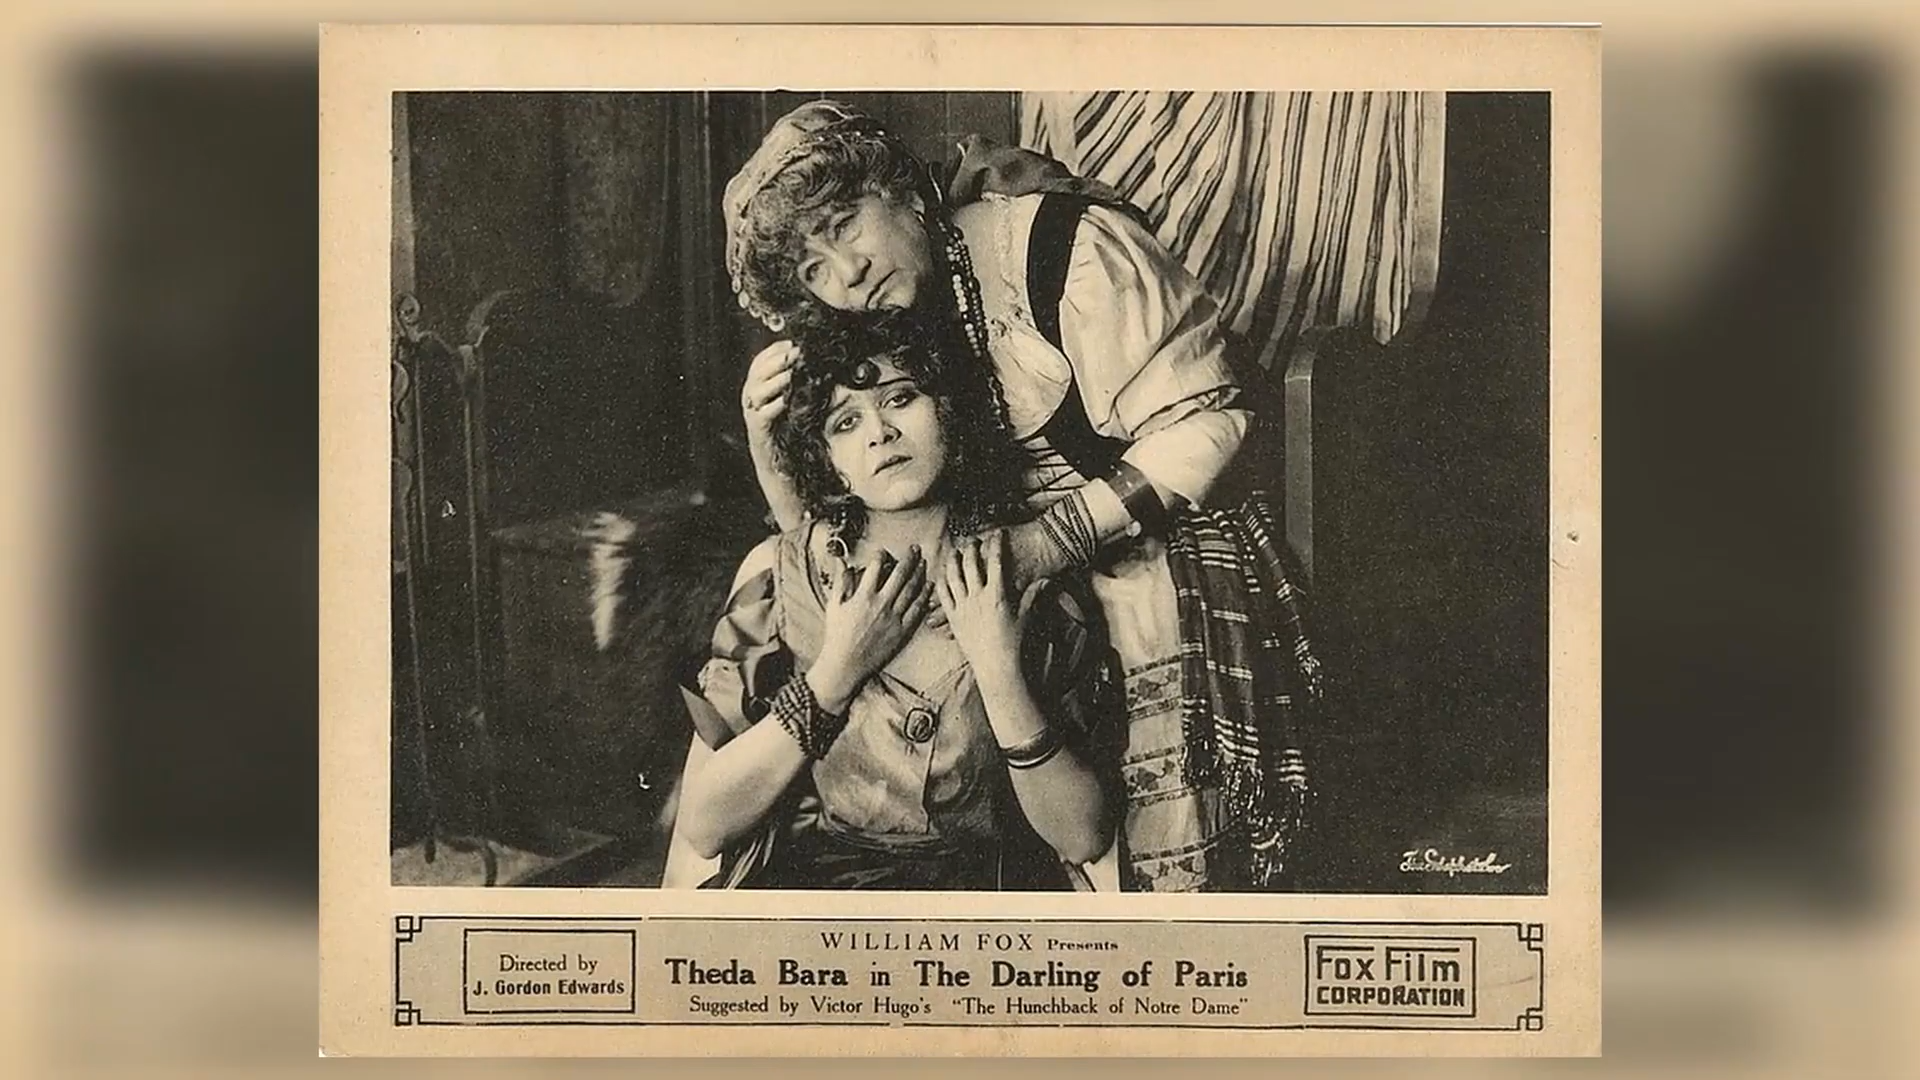 Directed by
J. Gordon Edwards
WILLIAM FOX Presents
Theda Bara in The Darling of Paris
Suggested by Victor Hugo's "The Hunchback of Notre Dame"
FOX FILM
CORPORATION